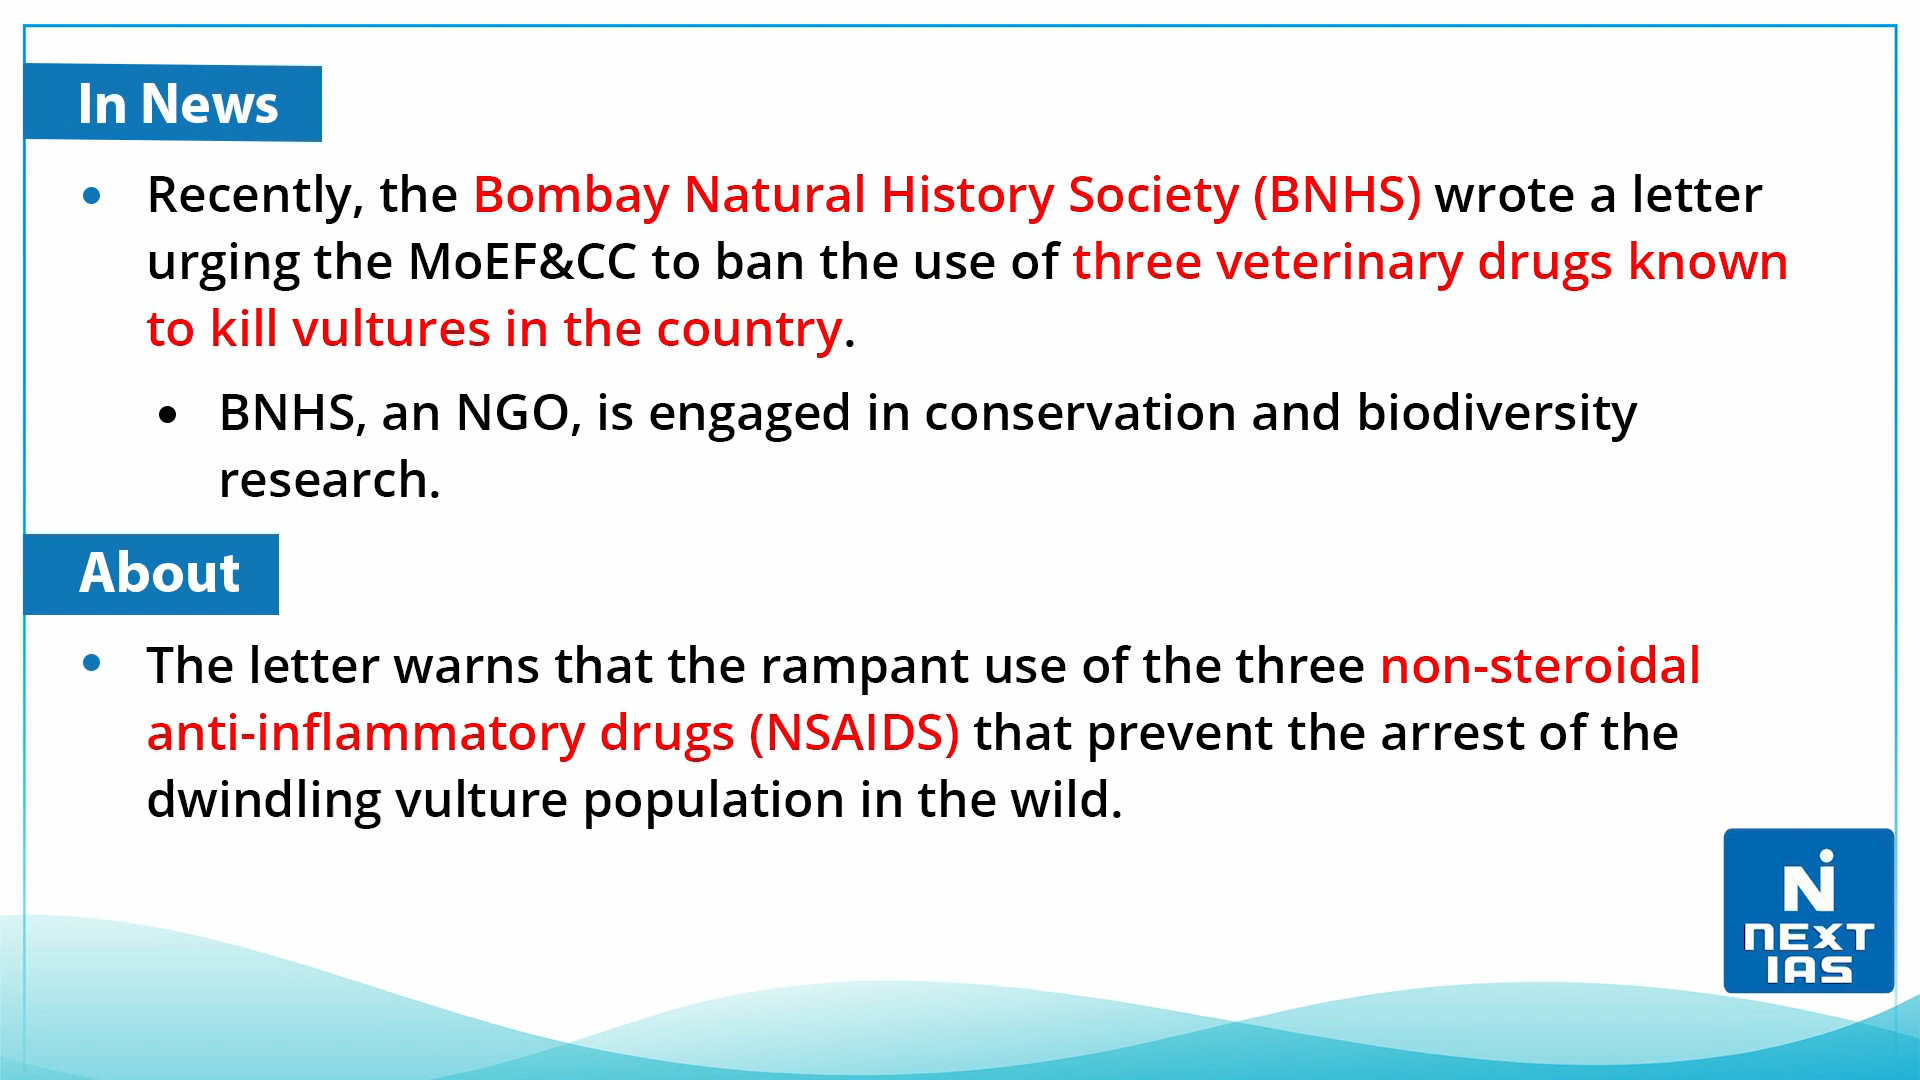 In News
• Recently, the Bombay Natural History Society (BNHS) wrote a letter
urging the MoEF&CC to ban the use of three veterinary drugs known
to kill vultures in the country.
• BNHS, an NGO, is engaged in conservation and biodiversity
research.
About
• The letter warns that the rampant use of the three non-steroidal
anti-inflammatory drugs (NSAIDS) that prevent the arrest of the
dwindling vulture population in the wild.
N
NEXT
IAS